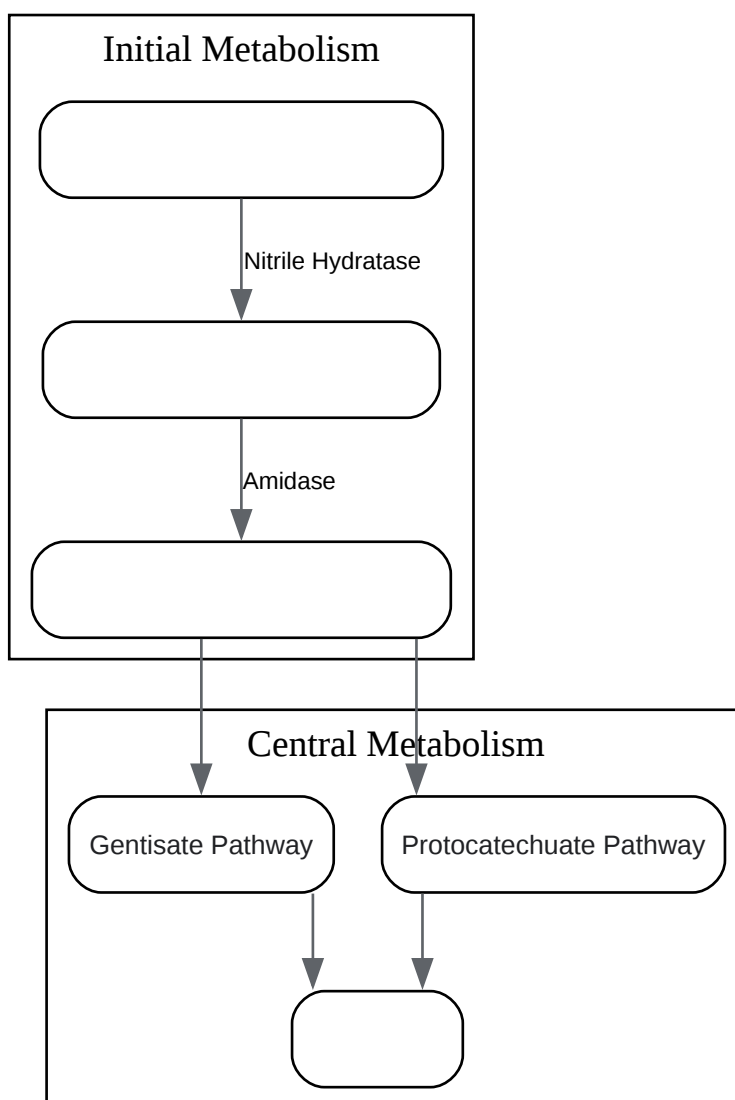 Initial Metabolism
Nitrile Hydratase
Amidase
Central Metabolism
Gentisate Pathway
Protocatechuate Pathway